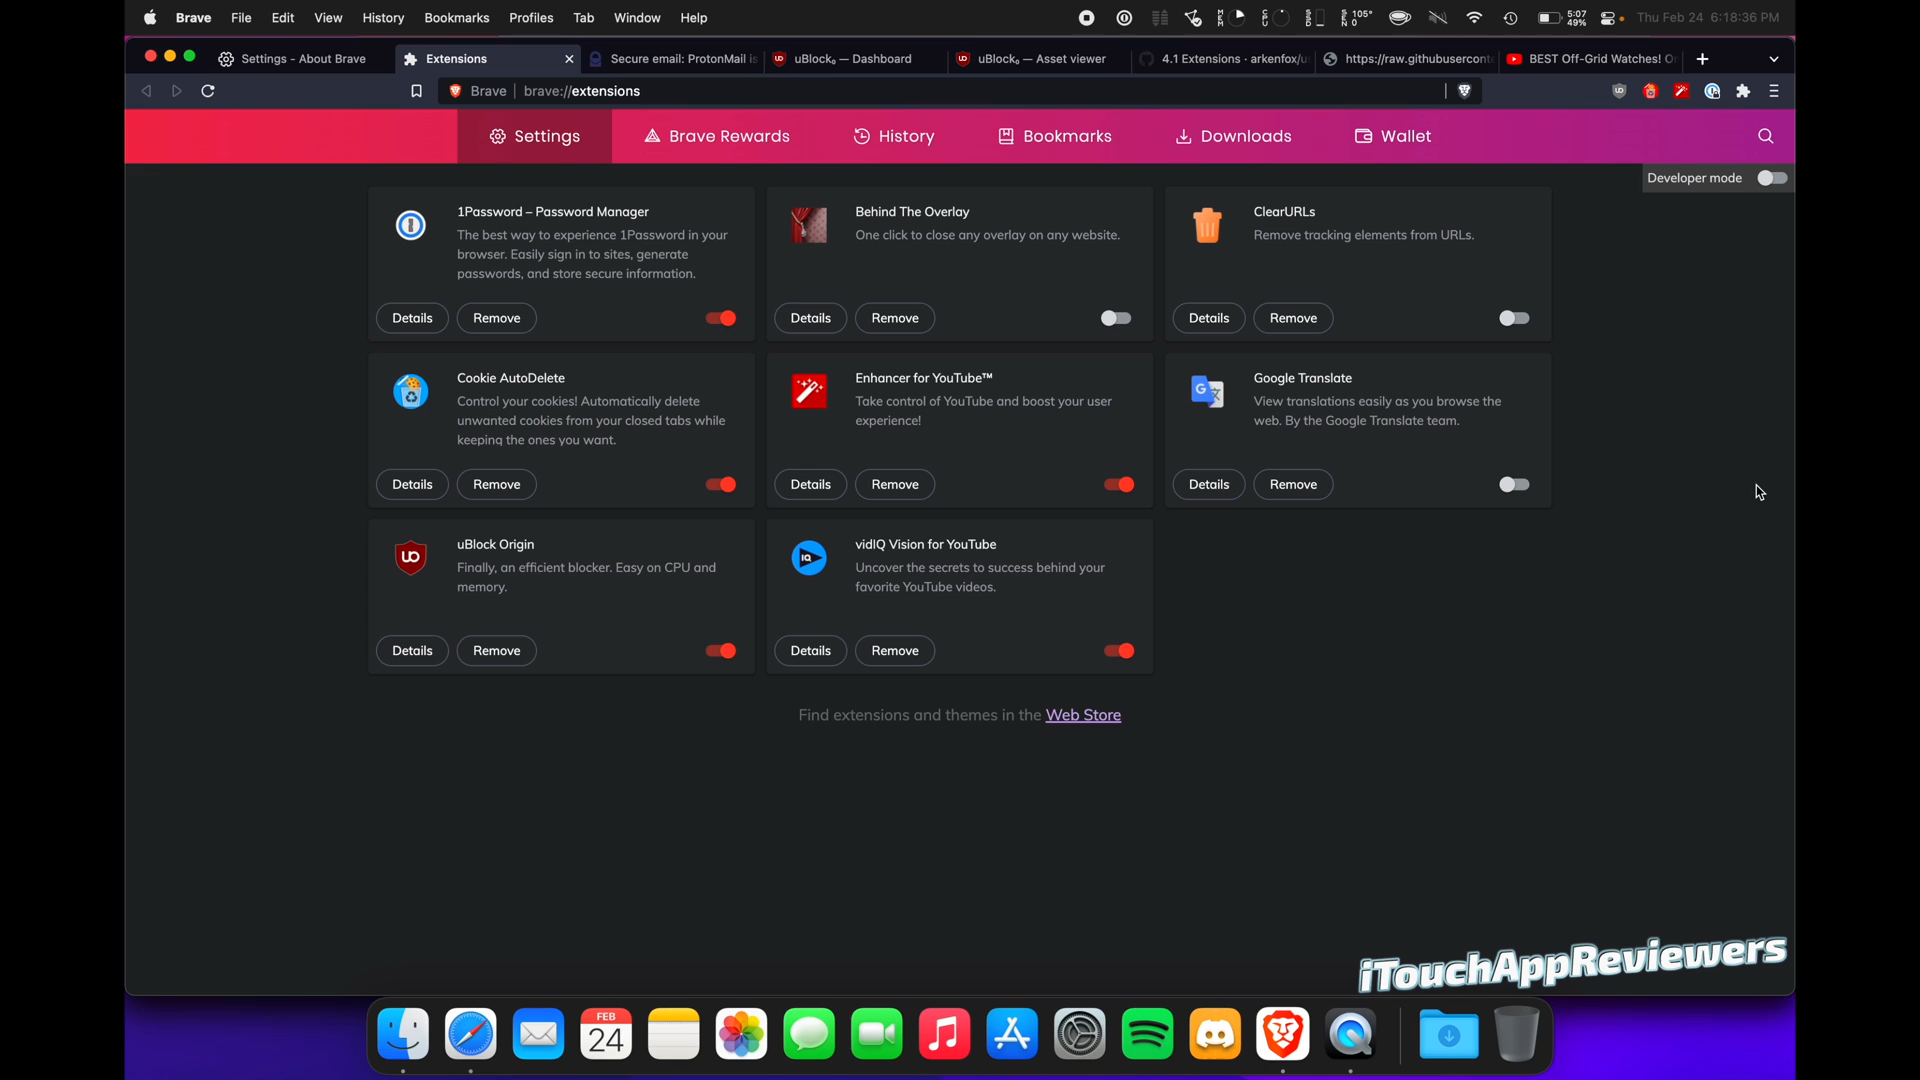 Brave File Edit View History Bookmarks Profiles Tab Window Help
MEM CPU SSD SEN 105° 0 5:07 49% Thu Feb 24 6:18:36 PM
Settings - About Brave Extensions Secure email: ProtonMail is uBlock₀ — Dashboard uBlock₀ — Asset viewer 4.1 Extensions · arkenfox/u https://raw.githubusercont BEST Off-Grid Watches! O
Brave | brave://extensions
Settings Brave Rewards History Bookmarks Downloads Wallet
Developer mode
1Password – Password Manager
The best way to experience 1Password in your
browser. Easily sign in to sites, generate
passwords, and store secure information.
Details Remove
Behind The Overlay
One click to close any overlay on any website.
Details Remove
ClearURLs
Remove tracking elements from URLs.
Details Remove
Cookie AutoDelete
Control your cookies! Automatically delete
unwanted cookies from your closed tabs while
keeping the ones you want.
Details Remove
Enhancer for YouTube™
Take control of YouTube and boost your user
experience!
Details Remove
Google Translate
View translations easily as you browse the
web. By the Google Translate team.
Details Remove
uBlock Origin
Finally, an efficient blocker. Easy on CPU and
memory.
Details Remove
vidIQ Vision for YouTube
Uncover the secrets to success behind your
favorite YouTube videos.
Details Remove
Find extensions and themes in the Web Store
iTouchAppReviewers
FEB
24